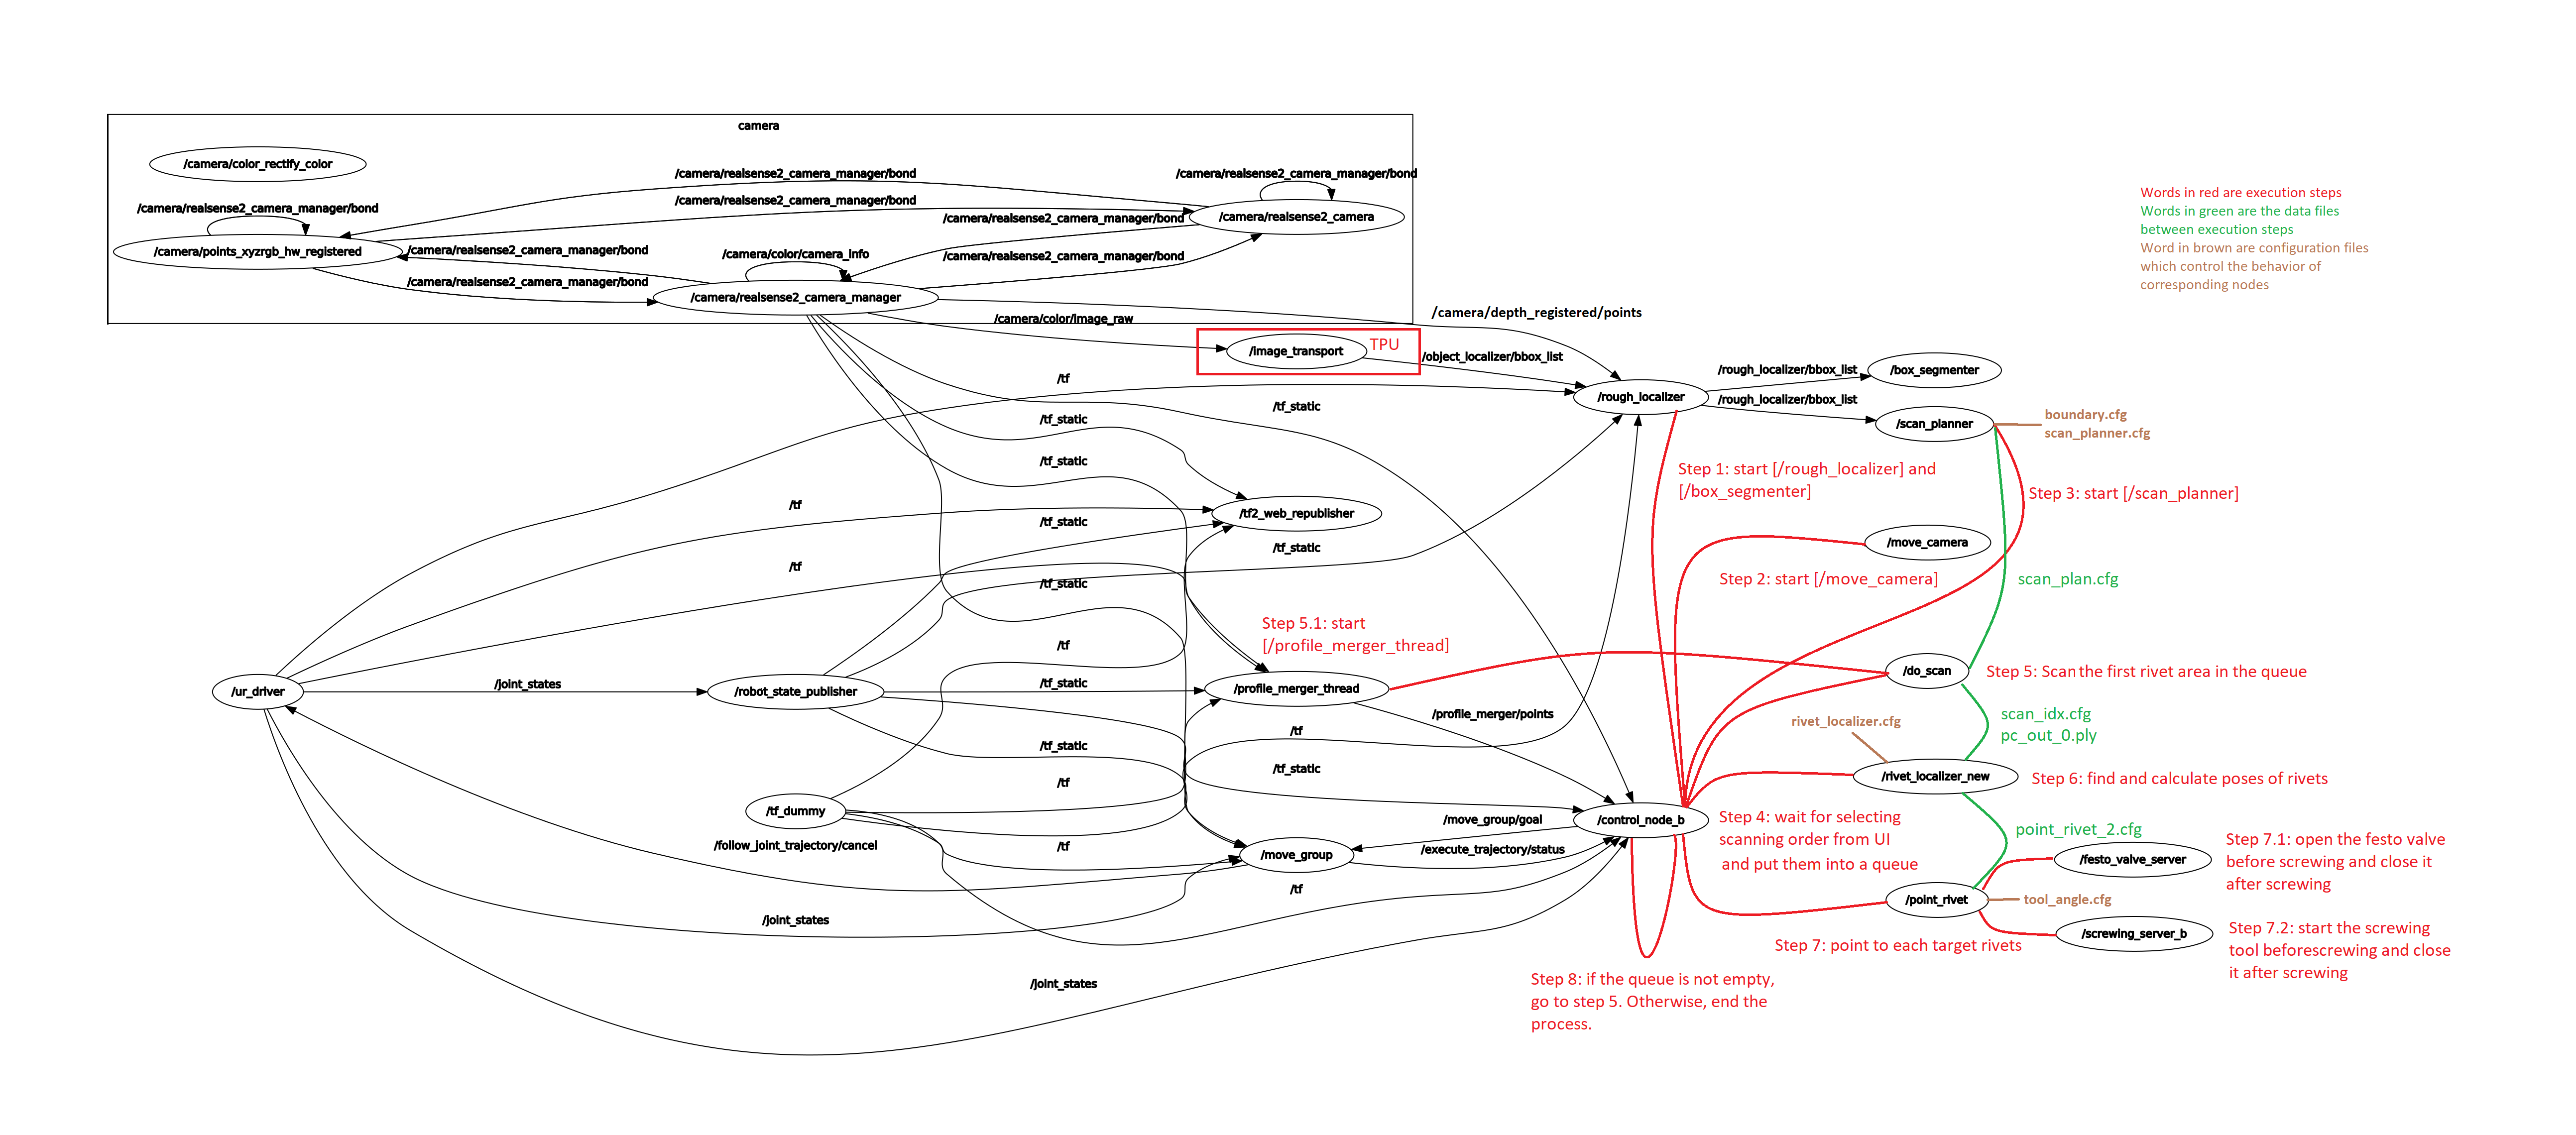 camera
/camera/color_rectify_color
/camera/realsense2_camera_manager/bond
/camera/realsense2_camera_manager/bond
/camera/realsense2_camera_manager/bond
/camera/realsense2_camera_manager/bond
/camera/realsense2_camera_manager/bond
/camera/realsense2_camera
/camera/points_xyzrgb_hw_registered
/camera/realsense2_camera_manager/bond
/camera/color/camera_info
/camera/realsense2_camera_manager/bond
/camera/realsense2_camera_manager/bond
/camera/realsense2_camera_manager
/camera/color/image_raw
/camera/depth_registered/points
Words in red are execution steps
Words in green are the data files
between execution steps
Word in brown are configuration files
which control the behavior of
corresponding nodes
/image_transport
TPU
/object_localizer/bbox_list
/rough_localizer/bbox_list
/box_segmenter
/tf
/rough_localizer
/rough_localizer/bbox_list
/tf_static
/tf_static
/scan_planner
boundary.cfg
scan_planner.cfg
/tf_static
Step 1: start [/rough_localizer] and
[/box_segmenter]
Step 3: start [/scan_planner]
/tf
/tf2_web_republisher
/tf_static
/tf_static
/move_camera
/tf
/tf_static
Step 2: start [/move_camera]
scan_plan.cfg
Step 5.1: start
[/profile_merger_thread]
/tf
/ur_driver
/joint_states
/robot_state_publisher
/tf_static
/profile_merger_thread
/do_scan
Step 5: Scan the first rivet area in the queue
/profile_merger/points
scan_idx.cfg
pc_out_0.ply
rivet_localizer.cfg
/tf
/tf_static
/tf_static
/rivet_localizer_new
Step 6: find and calculate poses of rivets
/tf
/tf_dummy
/move_group/goal
/control_node_b
Step 4: wait for selecting
scanning order from UI
and put them into a queue
point_rivet_2.cfg
/follow_joint_trajectory/cancel
/tf
/move_group
/execute_trajectory/status
/festo_valve_server
Step 7.1: open the festo valve
before screwing and close it
after screwing
/tf
/point_rivet
tool_angle.cfg
/joint_states
/screwing_server_b
Step 7.2: start the screwing
tool beforescrewing and close
it after screwing
Step 7: point to each target rivets
/joint_states
Step 8: if the queue is not empty,
go to step 5. Otherwise, end the
process.